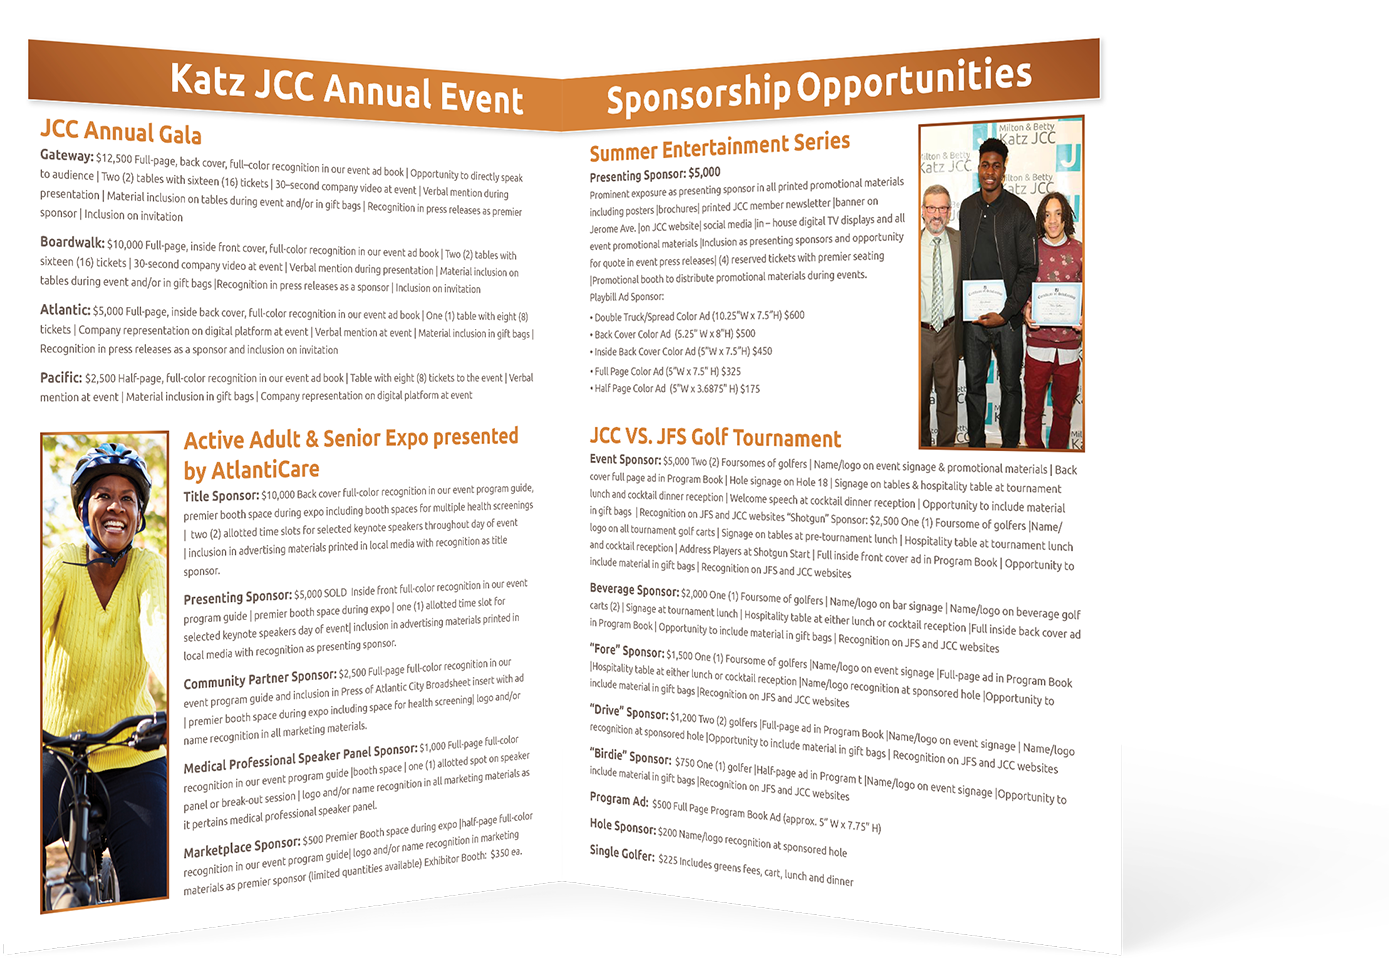 Katz JCC Annual Event
Sponsorship Opportunities
JCC Annual Gala
Gateway: $12,500 Full-page, back cover, full–color recognition in our event ad book | Opportunity to directly speak
to audience | Two (2) tables with sixteen (16) tickets | 30–second company video at event | Verbal mention during
presentation | Material inclusion on tables during event and/or in gift bags | Recognition in press releases as premier
sponsor | Inclusion on invitation
Boardwalk: $10,000 Full-page, inside front cover, full-color recognition in our event ad book | Two (2) tables with
sixteen (16) tickets | 30-second company video at event | Verbal mention during presentation | Material inclusion on
tables during event and/or in gift bags |Recognition in press releases as a sponsor | Inclusion on invitation
Atlantic: $5,000 Full-page, inside back cover, full-color recognition in our event ad book | One (1) table with eight (8)
tickets | Company representation on digital platform at event | Verbal mention at event | Material inclusion in gift bags |
Recognition in press releases as a sponsor and inclusion on invitation
Pacific: $2,500 Half-page, full-color recognition in our event ad book | Table with eight (8) tickets to the event | Verbal
mention at event | Material inclusion in gift bags | Company representation on digital platform at event
Active Adult & Senior Expo presented
by AtlantiCare
Title Sponsor: $10,000 Back cover full-color recognition in our event program guide,
premier booth space during expo including booth spaces for multiple health screenings
| two (2) allotted time slots for selected keynote speakers throughout day of event
| inclusion in advertising materials printed in local media with recognition as title
sponsor.
Presenting Sponsor: $5,000 SOLD Inside front full-color recognition in our event
program guide | premier booth space during expo | one (1) allotted time slot for
selected keynote speakers day of event| inclusion in advertising materials printed in
local media with recognition as presenting sponsor.
Community Partner Sponsor: $2,500 Full-page full-color recognition in our
event program guide and inclusion in Press of Atlantic City Broadsheet insert with ad
| premier booth space during expo including space for health screening| logo and/or
name recognition in all marketing materials.
Medical Professional Speaker Panel Sponsor: $1,000 Full-page full-color
recognition in our event program guide |booth space | one (1) allotted spot on speaker
panel or break-out session | logo and/or name recognition in all marketing materials as
it pertains medical professional speaker panel.
Marketplace Sponsor: $500 Premier Booth space during expo |half-page full-color
recognition in our event program guide| logo and/or name recognition in marketing
materials as premier sponsor (limited quantities available) Exhibitor Booth: $350 ea.
Summer Entertainment Series
Presenting Sponsor: $5,000
Prominent exposure as presenting sponsor in all printed promotional materials
including posters |brochures| printed JCC member newsletter |banner on
Jerome Ave. |on JCC website| social media |in – house digital TV displays and all
event promotional materials |Inclusion as presenting sponsors and opportunity
for quote in event press releases| (4) reserved tickets with premier seating
|Promotional booth to distribute promotional materials during events.
Playbill Ad Sponsor:
• Double Truck/Spread Color Ad (10.25"W x 7.5"H) $600
• Back Cover Color Ad (5.25" W x 8"H) $500
• Inside Back Cover Color Ad (5"W x 7.5"H) $450
• Full Page Color Ad (5"W x 7.5" H) $325
• Half Page Color Ad (5"W x 3.6875" H) $175
Milton & Betty
Katz JCC
J
ilton & Betty
Katz JCC
ilton & Betty
Katz JCC
JCC VS. JFS Golf Tournament
Event Sponsor: $5,000 Two (2) Foursomes of golfers | Name/logo on event signage & promotional materials | Back
cover full page ad in Program Book | Hole signage on Hole 18 | Signage on tables & hospitality table at tournament
lunch and cocktail dinner reception | Welcome speech at cocktail dinner reception | Opportunity to include material
in gift bags | Recognition on JFS and JCC websites “Shotgun” Sponsor: $2,500 One (1) Foursome of golfers |Name/
logo on all tournament golf carts | Signage on tables at pre-tournament lunch | Hospitality table at tournament lunch
and cocktail reception | Address Players at Shotgun Start | Full inside front cover ad in Program Book | Opportunity to
include material in gift bags | Recognition on JFS and JCC websites
Beverage Sponsor: $2,000 One (1) Foursome of golfers | Name/logo on bar signage | Name/logo on beverage golf
carts (2) | Signage at tournament lunch | Hospitality table at either lunch or cocktail reception |Full inside back cover ad
in Program Book | Opportunity to include material in gift bags | Recognition on JFS and JCC websites
“Fore” Sponsor: $1,500 One (1) Foursome of golfers |Name/logo on event signage |Full-page ad in Program Book
|Hospitality table at either lunch or cocktail reception |Name/logo recognition at sponsored hole |Opportunity to
include material in gift bags |Recognition on JFS and JCC websites
“Drive” Sponsor: $1,200 Two (2) golfers |Full-page ad in Program Book |Name/logo on event signage | Name/logo
recognition at sponsored hole |Opportunity to include material in gift bags | Recognition on JFS and JCC websites
“Birdie” Sponsor: $750 One (1) golfer |Half-page ad in Program t |Name/logo on event signage |Opportunity to
include material in gift bags |Recognition on JFS and JCC websites
Program Ad: $500 Full Page Program Book Ad (approx. 5" W x 7.75" H)
Hole Sponsor: $200 Name/logo recognition at sponsored hole
Single Golfer: $225 Includes greens fees, cart, lunch and dinner